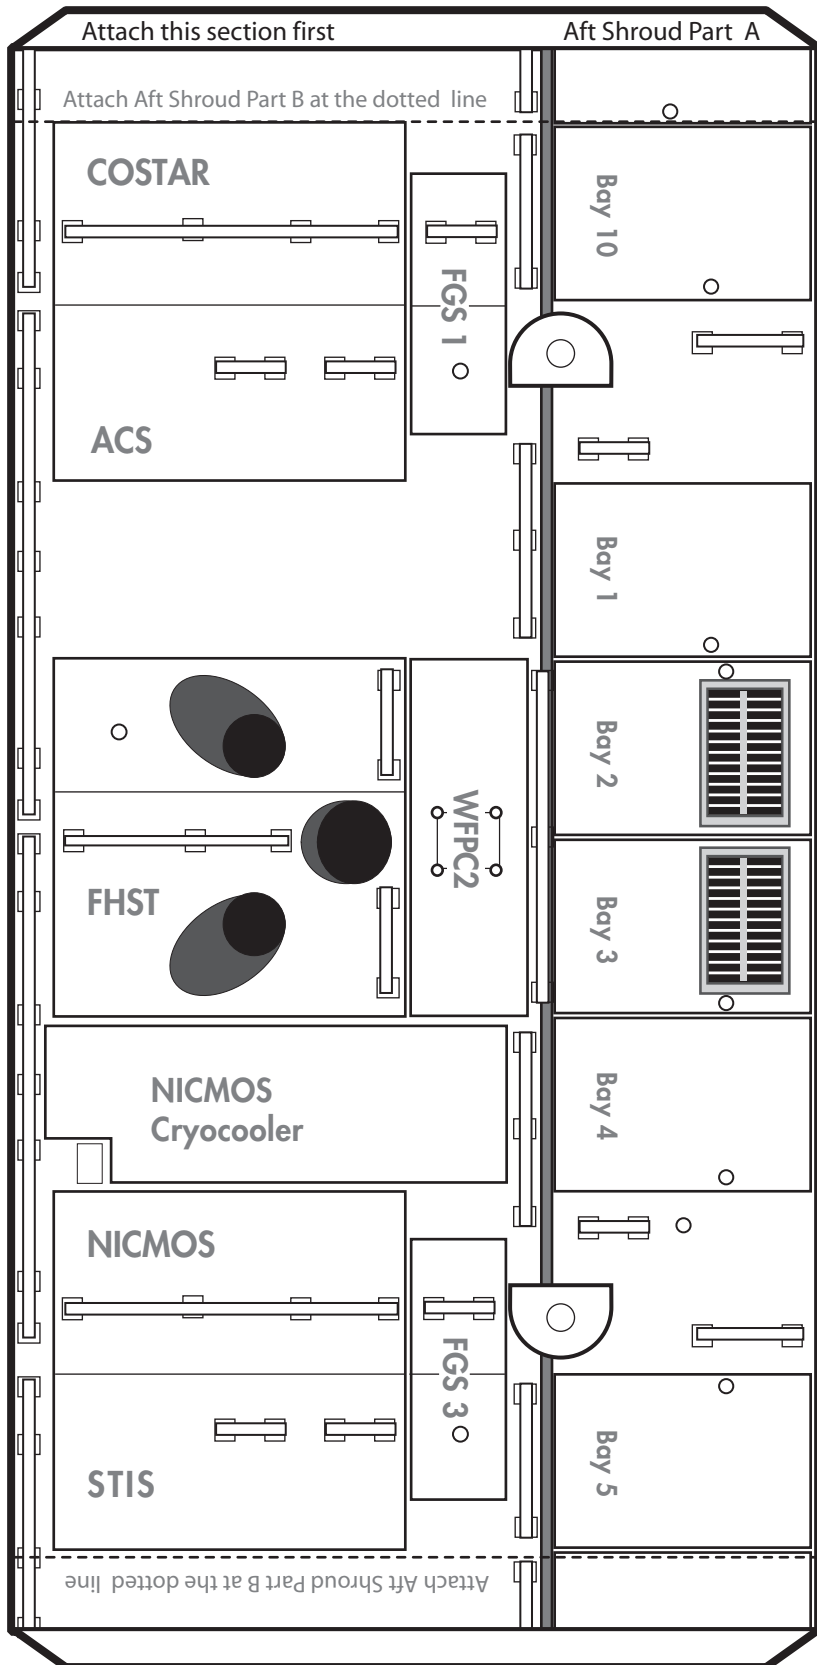 Attach this section first
Aft Shroud Part A
Attach Aft Shroud Part B at the dotted line
COSTAR
Bay 10
FGS 1
ACS
Bay 1
Bay 2
WFPC2
FHST
Bay 3
NICMOS
Cryocooler
Bay 4
NICMOS
FGS 3
STIS
Bay 5
Attach Aft Shroud Part B at the dotted line